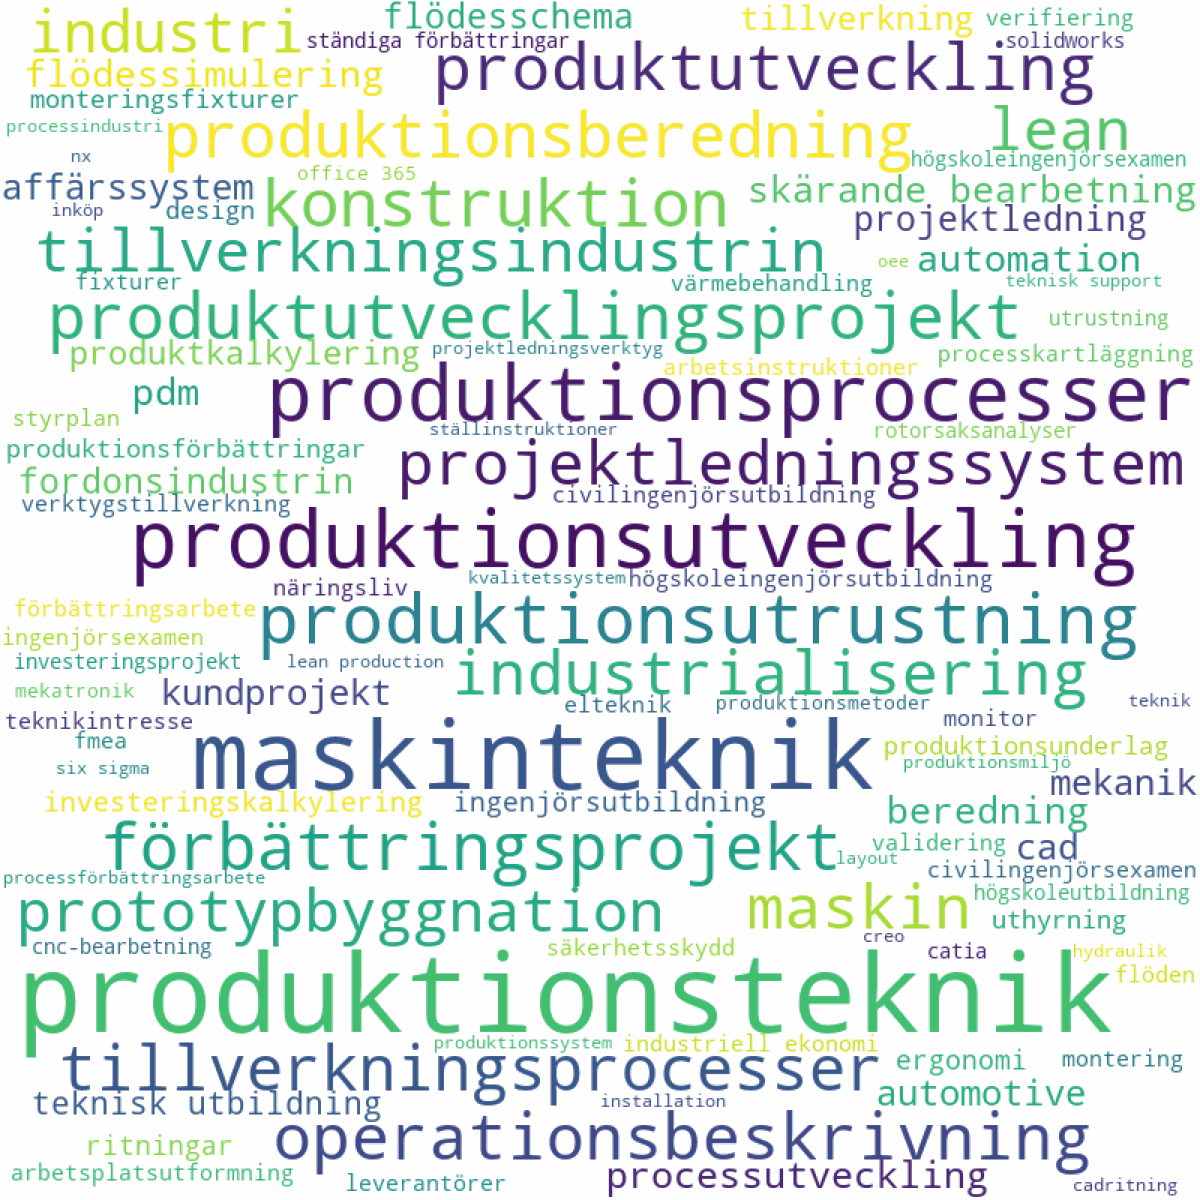 industri
flödesschema
tillverkning
verifiering
ständiga förbättringar
solidworks
flödessimulering
produktutveckling
monteringsfixturer
processindustri
produktionsberedning
lean
nx
office 365
högskoleingenjörsexamen
affärssystem
konstruktion
skärande bearbetning
inköp
design
projektledning
tillverkningsindustrin
oee
automation
fixturer
värmebehandling
teknisk support
produktutvecklingsprojekt
utrustning
produktkalkylering
projektledningsverktyg
processkartläggning
arbetsinstruktioner
pdm
produktionsprocesser
styrplan
ställinstruktioner
rotorsaksanalyser
produktionsförbättringar
projektledningssystem
fordonsindustrin
civilingenjörsutbildning
verktygstillverkning
produktionsutveckling
kvalitetssystem
högskoleingenjörsutbildning
näringsliv
förbättringsarbete
produktionsutrustning
ingenjörsexamen
investeringsprojekt
lean production
industrialisering
mekatronik
kundprojekt
elteknik
produktionsmetoder
teknik
teknikintresse
monitor
fmea
maskinteknik
produktionsunderlag
six sigma
produktionsmiljö
mekanik
investeringskalkylering
ingenjörsutbildning
beredning
förbättringsprojekt
validering
cad
layout
processförbättringsarbete
civilingenjörsexamen
prototypbyggnation
maskin
högskoleutbildning
uthyrning
cnc-bearbetning
säkerhetsskydd
creo
catia
hydraulik
produktionsteknik
flöden
produktionssystem
industriell ekonomi
tillverkningsprocesser
ergonomi
montering
teknisk utbildning
installation
automotive
ritningar
operationsbeskrivning
arbetsplatsutformning
leverantörer
processutveckling
cadritning